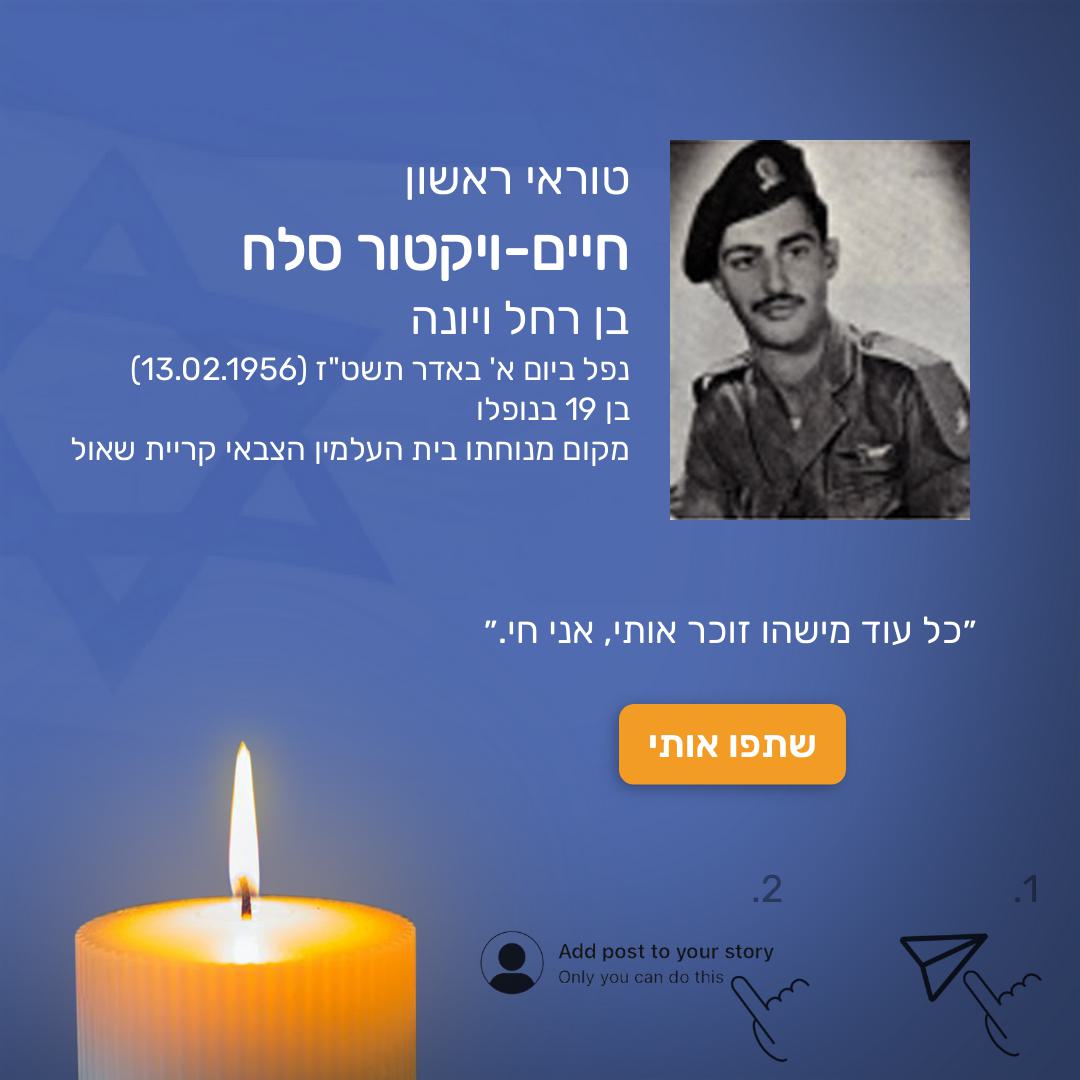 טוראי ראשון
חיים-ויקטור סלח
בן רחל ויונה
נפל ביום א' באדר תשט"ז (13.02.1956)
בן 19 בנופלו
מקום מנוחתו בית העלמין הצבאי קריית שאול
״כל עוד מישהו זוכר אותי, אני חי.״
שתפו אותי
.1
.2
Add post to your story
Only you can do this